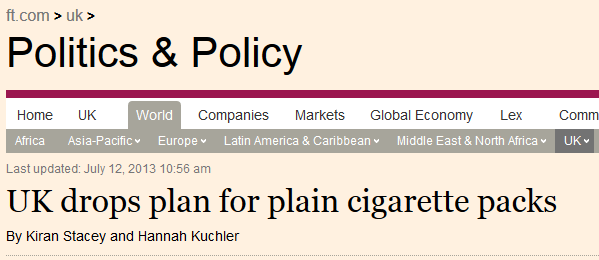 ft.com > uk >
Politics & Policy
Home UK World Companies Markets Global Economy Lex Comm
Africa Asia-Pacific Europe Latin America & Caribbean Middle East & North Africa UK
Last updated: July 12, 2013 10:56 am
UK drops plan for plain cigarette packs
By Kiran Stacey and Hannah Kuchler